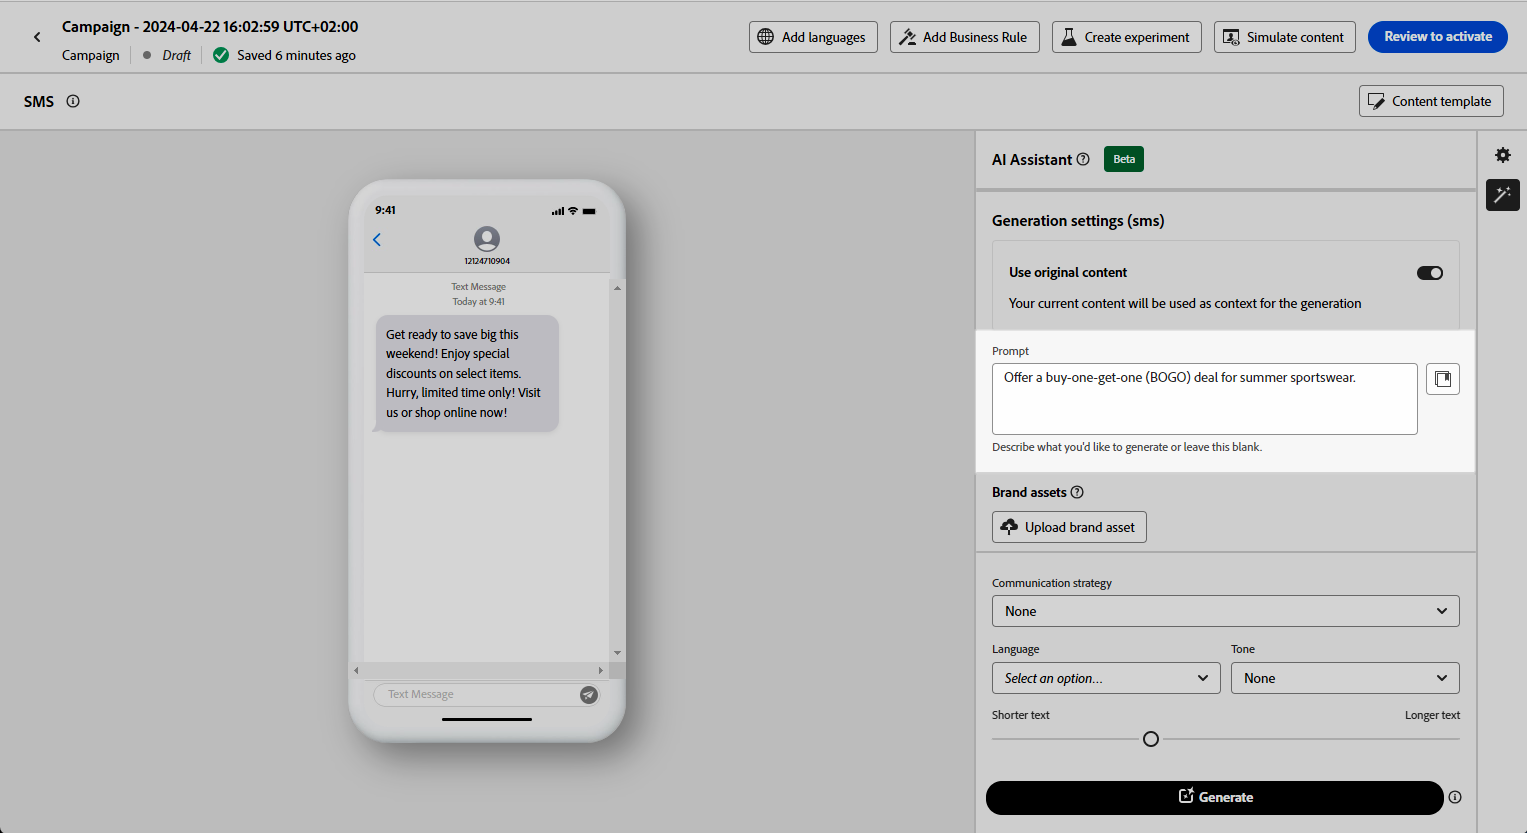 Campaign - 2024-04-22 16:02:59 UTC+02:00
Campaign
Draft
Saved 6 minutes ago
Add languages
Add Business Rule
Create experiment
Simulate content
Review to activate
SMS
Content template
9:41
12124710904
Text Message
Today at 9:41
Get ready to save big this
weekend! Enjoy special
discounts on select items.
Hurry, limited time only! Visit
us or shop online now!
Text Message
AI Assistant
Beta
Generation settings (sms)
Use original content
Your current content will be used as context for the generation
Prompt
Offer a buy-one-get-one (BOGO) deal for summer sportswear.
Describe what you'd like to generate or leave this blank.
Brand assets
Upload brand asset
Communication strategy
None
Language
Tone
Select an option...
None
Shorter text
Longer text
Generate